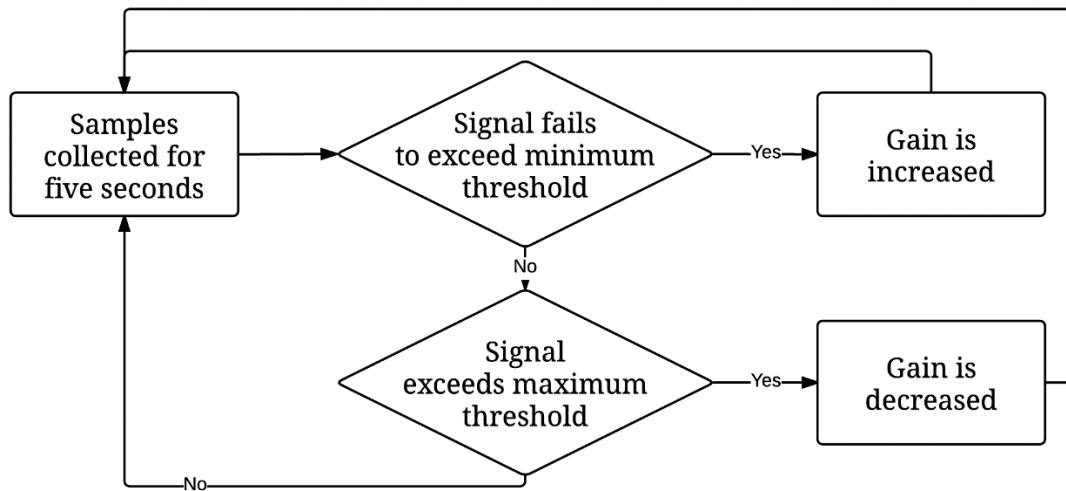 Samples
collected for
five seconds
Signal fails
to exceed minimum
threshold
Yes
Gain is
increased
No
Signal
exceeds maximum
threshold
Yes
Gain is
decreased
No